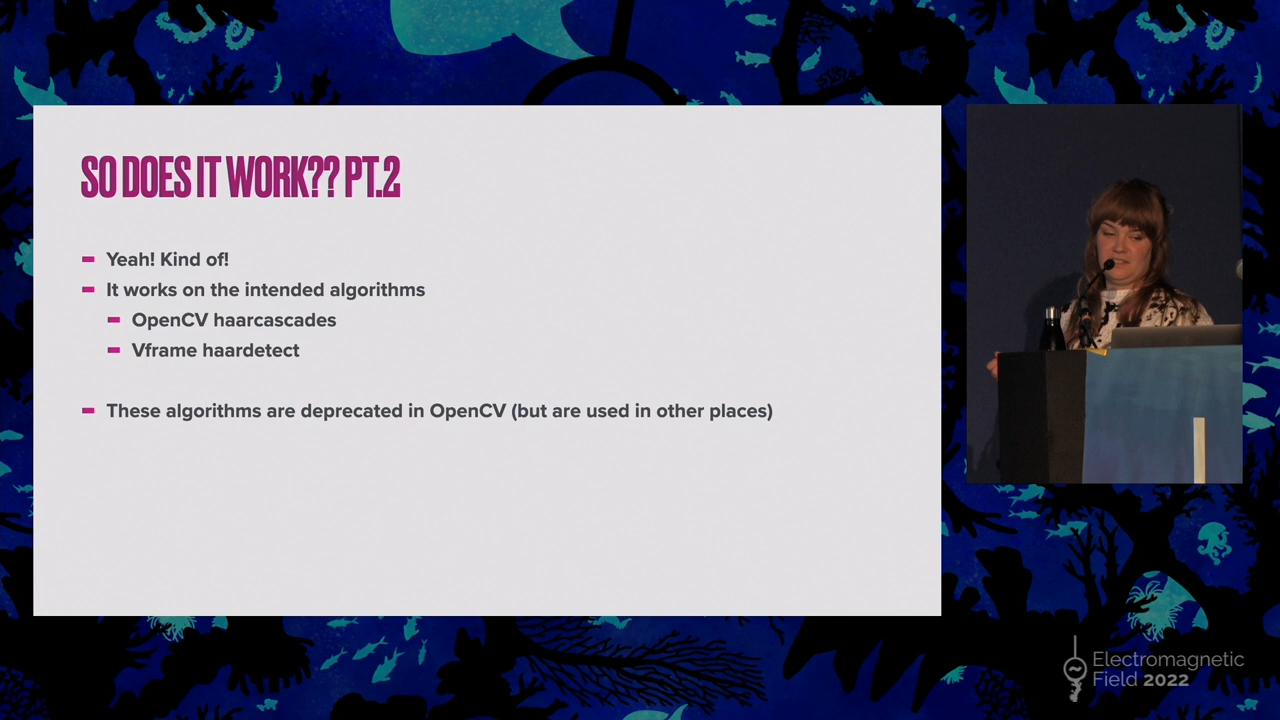 SO DOES IT WORK?? PT.2
Yeah! Kind of!
It works on the intended algorithms
OpenCV haarcascades
Vframe haardetect
These algorithms are deprecated in OpenCV (but are used in other places)
Electromagnetic
Field 2022